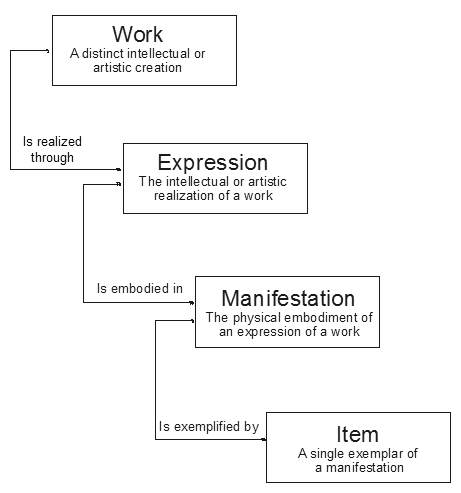 Work
A distinct intellectual or
artistic creation
Is realized
through
Expression
The intellectual or artistic
realization of a work
Is embodied in
Manifestation
The physical embodiment of
an expression of a work
Is exemplified by
Item
A single exemplar of
a manifestation